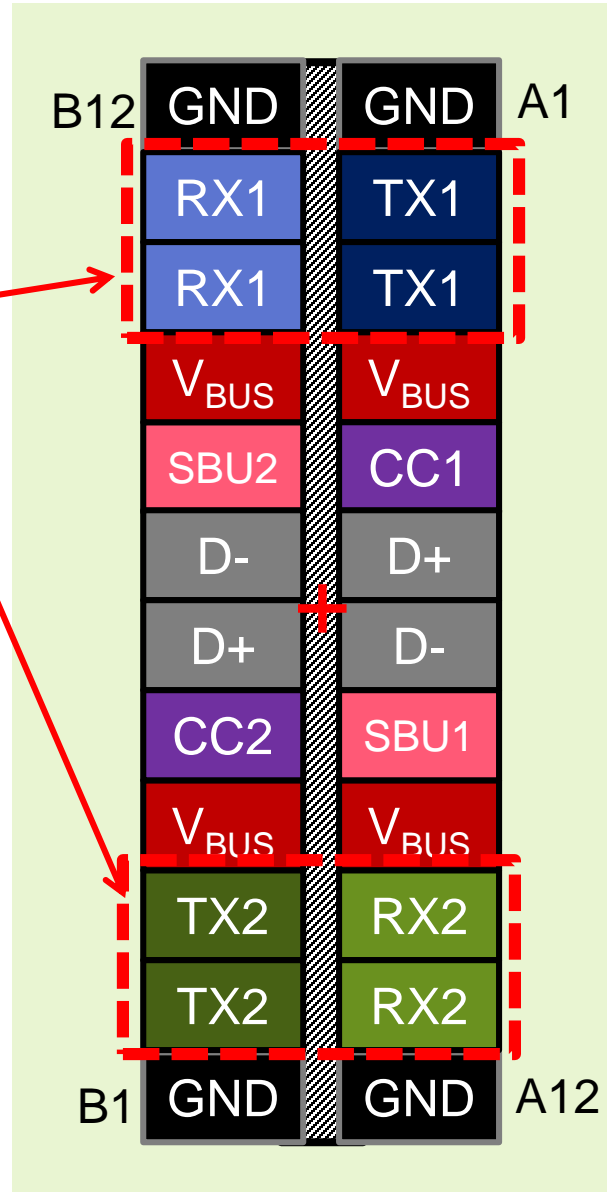 B12 GND GND A1
RX1 TX1
RX1 TX1
VBUS VBUS
SBU2 CC1
D- D+
D+ D-
CC2 SBU1
VBUS VBUS
TX2 RX2
TX2 RX2
B1 GND GND A12